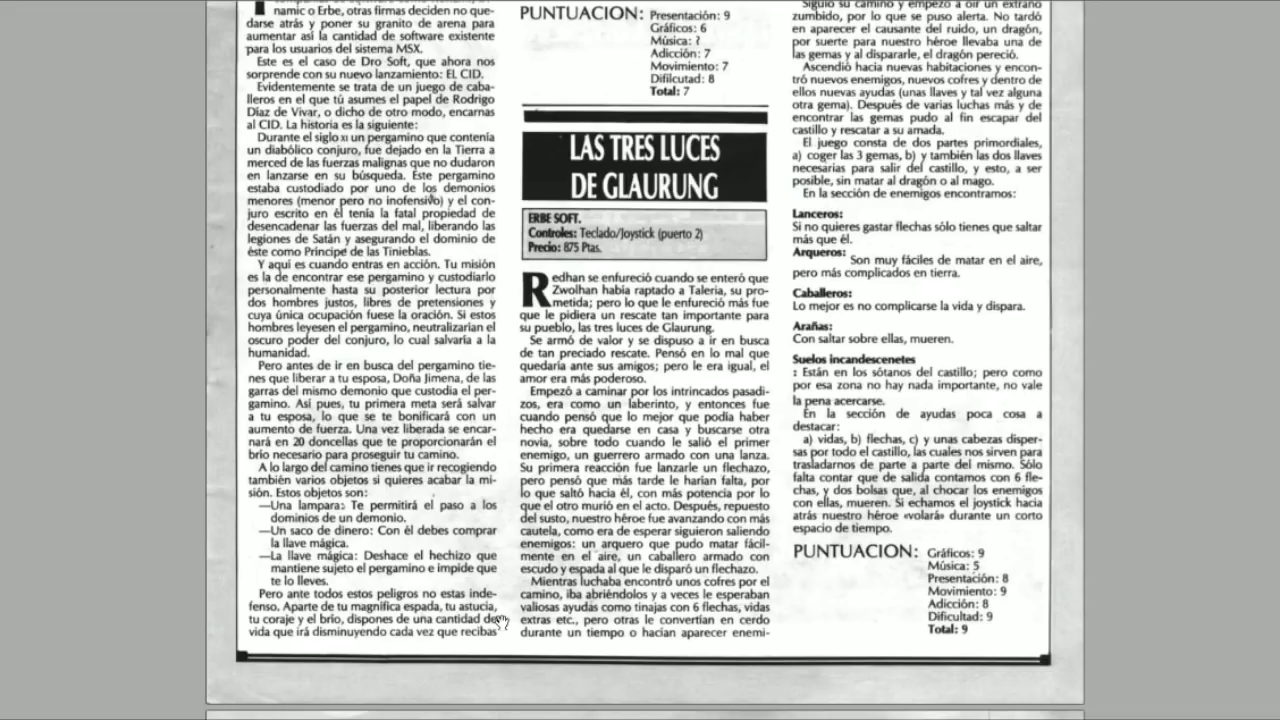 namic o Erbe, otras firmas deciden no que-
darse atrás y poner su granito de arena para
aumentar así la cantidad de software existente
para los usuarios del sistema MSX.
Este es el caso de Dro Soft, que ahora nos
sorprende con su nuevo lanzamiento: EL CID.
Evidentemente se trata de un juego de caba-
lleros en el que tú asumes el papel de Rodrigo
Díaz de Vivar, o dicho de otro modo, encarnas
al CID. La historia es la siguiente:
Durante el siglo XI un pergamino que contenía
un diabólico conjuro, fue dejado en la Tierra a
merced de las fuerzas malignas que no dudaron
en lanzarse en su búsqueda. Este pergamino
estaba custodiado por uno de los demonios
menores (menor pero no inofensivo) y el con-
juro escrito en él tenía la fatal propiedad de
desencadenar las fuerzas del mal, liberando las
legiones de Satán y asegurando el dominio de
éste como Príncipe de las Tinieblas.
Y aquí es cuando entras en acción. Tu misión
es la de encontrar ese pergamino y custodiarlo
personalmente hasta su posterior lectura por
dos hombres justos, libres de pretensiones y
cuya única ocupación fuese la oración. Si estos
hombres leyesen el pergamino, neutralizarían el
oscuro poder del conjuro, lo cual salvaría a la
humanidad.
Pero antes de ir en busca del pergamino tie-
nes que liberar a tu esposa, Doña Jimena, de las
garras del mismo demonio que custodia el per-
gamino. Así pues, tu primera meta será salvar
a tu esposa, lo que se te bonificará con un
aumento de fuerza. Una vez liberada se encar-
nará en 20 doncellas que te proporcionarán el
brío necesario para proseguir tu camino.
A lo largo del camino tienes que ir recogiendo
también varios objetos si quieres acabar la mi-
sión. Estos objetos son:
—Una lampara: Te permitirá el paso a los
dominios de un demonio.
—Un saco de dinero: Con él debes comprar
la llave mágica.
—La llave mágica: Deshace el hechizo que
mantiene sujeto el pergamino e impide que
te lo lleves.
Pero ante todos estos peligros no estas inde-
fenso. Aparte de tu magnífica espada, tu astucia,
tu coraje y el brío, dispones de una cantidad de
vida que irá disminuyendo cada vez que recibas
PUNTUACION: Presentación: 9
Gráficos: 6
Música: ?
Adicción: 7
Movimiento: 7
Difilcutad: 8
Total: 7
LAS TRES LUCES
DE GLAURUNG
ERBE SOFT.
Controles: Teclado/Joystick (puerto 2)
Precio: 875 Ptas.
Redhan se enfureció cuando se enteró que
Zwolhan había raptado a Taleria, su pro-
metida; pero lo que le enfureció más fue
que le pidiera un rescate tan importante para
su pueblo, las tres luces de Glaurung.
Se armó de valor y se dispuso a ir en busca
de tan preciado rescate. Pensó en lo mal que
quedaría ante sus amigos; pero le era igual, el
amor era más poderoso.
Empezó a caminar por los intrincados pasadi-
zos, era como un laberinto, y entonces fue
cuando pensó que lo mejor que podía haber
hecho era quedarse en casa y buscarse otra
novia, sobre todo cuando le salió el primer
enemigo, un guerrero armado con una lanza.
Su primera reacción fue lanzarle un flechazo,
pero pensó que más tarde le harían falta, por
lo que saltó hacia él, con más potencia por lo
que el otro murió en el acto. Después, repuesto
del susto, nuestro héroe fue avanzando con más
cautela, como era de esperar siguieron saliendo
enemigos: un arquero que pudo matar fácil-
mente en el aire, un caballero armado con
escudo y espada al que le disparó un flechazo.
Mientras luchaba encontró unos cofres por el
camino, iba abriéndolos y a veces le esperaban
valiosas ayudas como tinajas con 6 flechas, vidas
extras etc., pero otras le convertían en cerdo
durante un tiempo o hacían aparecer enemi-
Siguió su camino y empezó a oír un extraño
zumbido, por lo que se puso alerta. No tardó
en aparecer el causante del ruido, un dragón,
por suerte para nuestro héroe llevaba una de
las gemas y al dispararle, el dragón pereció.
Ascendió hacia nuevas habitaciones y encon-
tró nuevos enemigos, nuevos cofres y dentro de
ellos nuevas ayudas (unas llaves y tal vez alguna
otra gema). Después de varias luchas más y de
encontrar las gemas pudo al fin escapar del
castillo y rescatar a su amada.
El juego consta de dos partes primordiales,
a) coger las 3 gemas, b) y también las dos llaves
necesarias para salir del castillo, y esto, a ser
posible, sin matar al dragón o al mago.
En la sección de enemigos encontramos:
Lanceros:
Si no quieres gastar flechas sólo tienes que saltar
más que él.
Arqueros: Son muy fáciles de matar en el aire,
pero más complicados en tierra.
Caballeros:
Lo mejor es no complicarse la vida y dispara.
Arañas:
Con saltar sobre ellas, mueren.
Suelos incandescenetes
: Están en los sótanos del castillo; pero como
por esa zona no hay nada importante, no vale
la pena acercarse.
En la sección de ayudas poca cosa a
destacar:
a) vidas, b) flechas, c) y unas cabezas disper-
sas por todo el castillo, las cuales nos sirven para
trasladarnos de parte a parte del mismo. Sólo
falta contar que de salida contamos con 6 fle-
chas, y dos bolsas que, al chocar los enemigos
con ellas, mueren. Si echamos el joystick hacia
atrás nuestro héroe «volará» durante un corto
espacio de tiempo.
PUNTUACION: Gráficos: 9
Música: 5
Presentación: 8
Movimiento: 9
Adicción: 8
Dificultad: 9
Total: 9